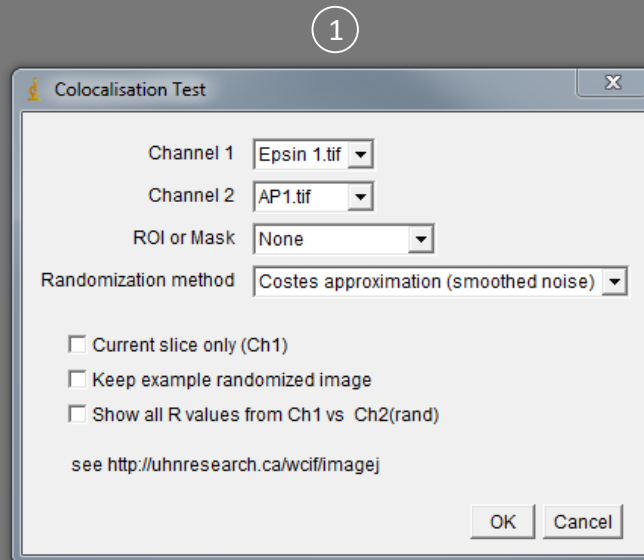 1
Colocalisation Test
Channel 1 Epsin 1.tif
Channel 2 AP1.tif
ROI or Mask None
Randomization method Costes approximation (smoothed noise)
Current slice only (Ch1)
Keep example randomized image
Show all R values from Ch1 vs Ch2(rand)
see http://uhnresearch.ca/wcif/imagej
OK Cancel